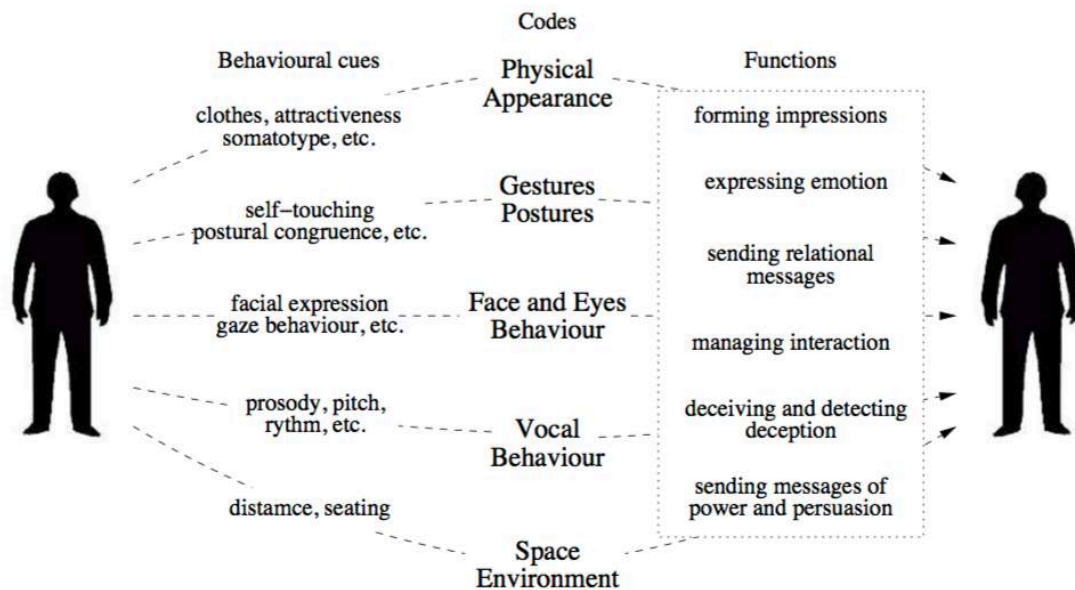 Codes
Behavioural cues
Functions
Physical
Appearance
clothes, attractiveness
somatotype, etc.
forming impressions
Gestures
Postures
expressing emotion
self-touching
postural congruence, etc.
sending relational
messages
facial expression
gaze behaviour, etc.
Face and Eyes
Behaviour
managing interaction
prosody, pitch,
rythm, etc.
Vocal
Behaviour
deceiving and detecting
deception
distamce, seating
sending messages of
power and persuasion
Space
Environment